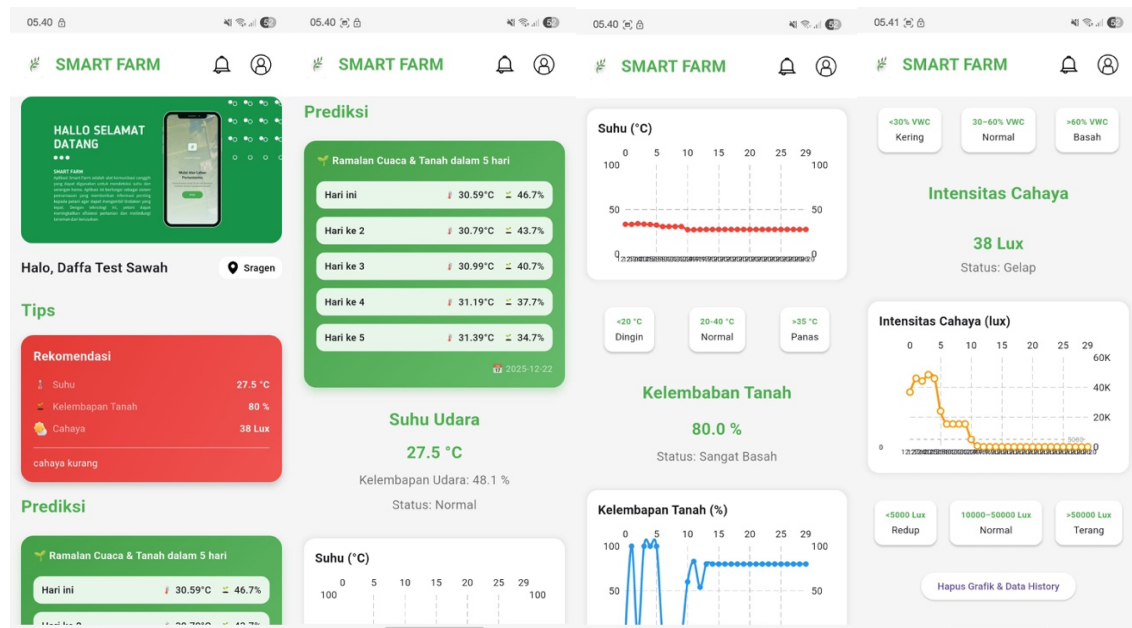 05.40
SMART FARM
HALLO SELAMAT
DATANG
SMART FARM
Halo, Daffa Test Sawah
Sragen
Tips
Rekomendasi
Suhu 27.5 °C
Kelembapan Tanah 80 %
Cahaya 38 Lux
cahaya kurang
Prediksi
Ramalan Cuaca & Tanah dalam 5 hari
Hari ini 30.59°C 46.7%
05.40
SMART FARM
Prediksi
Ramalan Cuaca & Tanah dalam 5 hari
Hari ini 30.59°C 46.7%
Hari ke 2 30.79°C 43.7%
Hari ke 3 30.99°C 40.7%
Hari ke 4 31.19°C 37.7%
Hari ke 5 31.39°C 34.7%
2025-12-22
Suhu Udara
27.5 °C
Kelembapan Udara: 48.1 %
Status: Normal
Suhu (°C)
0 5 10 15 20 25 29
100 100
05.40
SMART FARM
Suhu (°C)
0 5 10 15 20 25 29
100 100
50 50
0 0
<20 °C
Dingin
20-40 °C
Normal
>35 °C
Panas
Kelembaban Tanah
80.0 %
Status: Sangat Basah
Kelembapan Tanah (%)
0 5 10 15 20 25 29
100 100
50 50
05.41
SMART FARM
<30% VWC
Kering
30–60% VWC
Normal
>60% VWC
Basah
Intensitas Cahaya
38 Lux
Status: Gelap
Intensitas Cahaya (lux)
0 5 10 15 20 25 29
60K
40K
20K
5000
0 0
<5000 Lux
Redup
10000–50000 Lux
Normal
>50000 Lux
Terang
Hapus Grafik & Data History